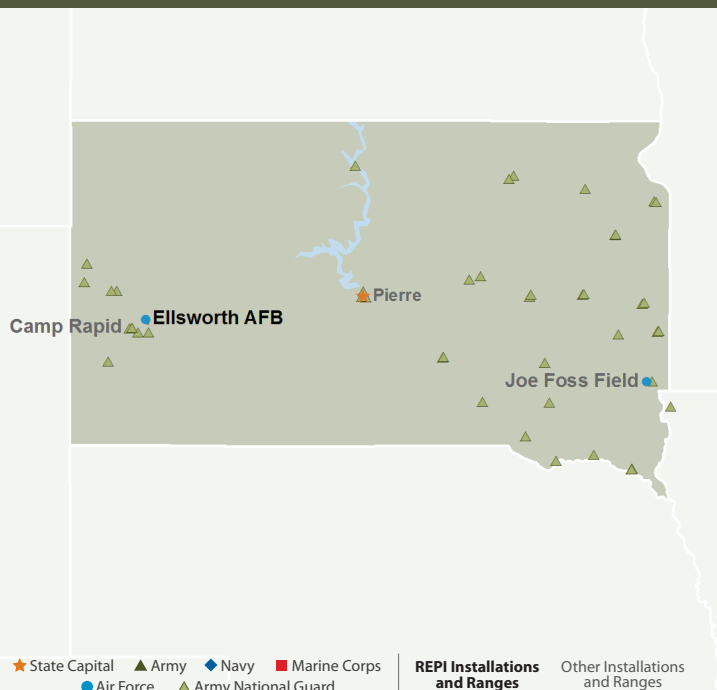 Pierre
Ellsworth AFB
Camp Rapid
Joe Foss Field
State Capital Army Navy Marine Corps
Air Force Army National Guard
REPI Installations
and Ranges
Other Installations
and Ranges